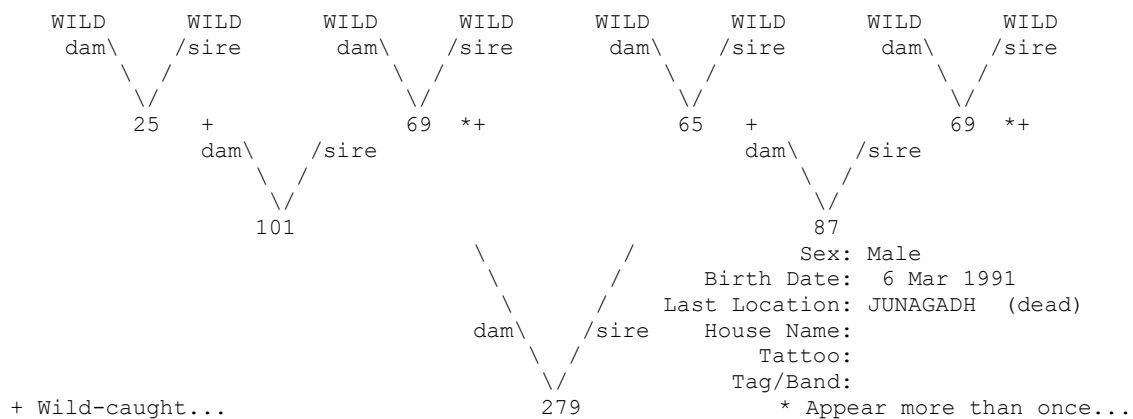 WILD WILD WILD WILD WILD WILD WILD WILD
dam\ /sire dam\ /sire dam\ /sire dam\ /sire
\ / \ / \ / \ /
\/ \/ \/ \/
25 + 69 *+ 65 + 69 *+
dam\ /sire dam\ /sire
\ / \ /
\/ \/
101 87
\ / Sex: Male
\ / Birth Date: 6 Mar 1991
\ / Last Location: JUNAGADH (dead)
dam\ /sire House Name:
\ / Tattoo:
\/ Tag/Band:
+ Wild-caught... 279 * Appear more than once...